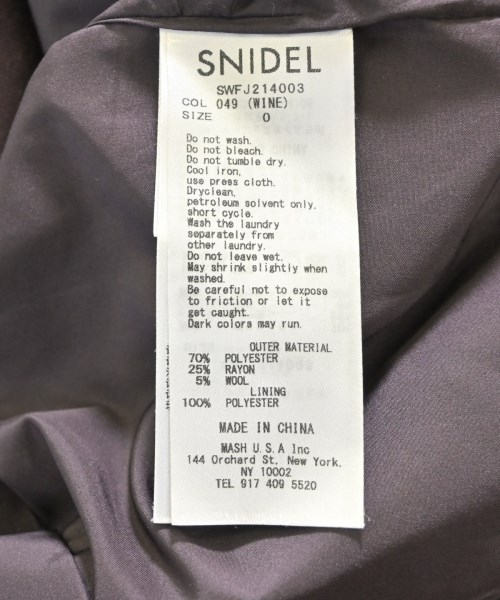 SNIDEL
SWFJ214003
COL 049 (WINE)
SIZE 0
Do not wash.
Do not bleach.
Do not tumble dry.
Cool iron,
use press cloth.
Dryclean,
petroleum solvent only.
short cycle.
Wash the laundry
separately from
other laundry.
Do not leave wet.
May shrink slightly when
washed.
Be careful not to expose
to friction or let it
get caught.
Dark colors may run.
OUTER MATERIAL
70% POLYESTER
25% RAYON
5% WOOL
LINING
100% POLYESTER
MADE IN CHINA
MASH U.S.A Inc
144 Orchard St, New York.
NY 10002
TEL 917 409 5520